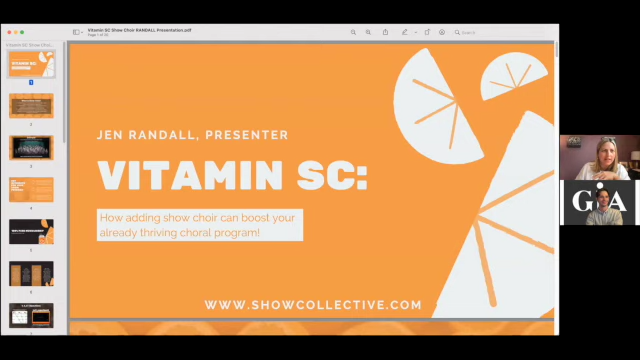 Vitamin SC Show Choir RANDALL Presentation.pdf
Search
JEN RANDALL, PRESENTER
VITAMIN SC:
How adding show choir can boost your
already thriving choral program!
WWW.SHOWCOLLECTIVE.COM
GIA